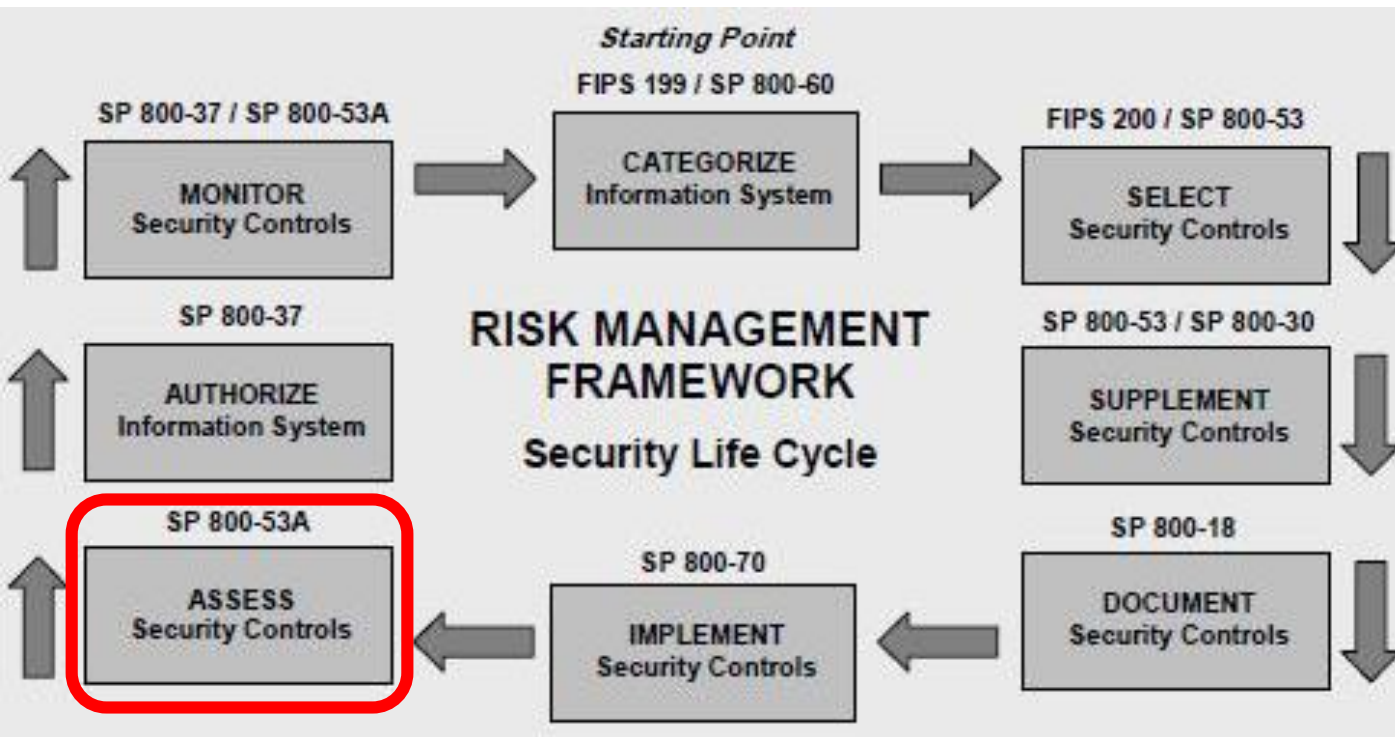 Starting Point
FIPS 199 / SP 800-60
CATEGORIZE
Information System
FIPS 200 / SP 800-53
SELECT
Security Controls
SP 800-53 / SP 800-30
SUPPLEMENT
Security Controls
SP 800-18
DOCUMENT
Security Controls
SP 800-70
IMPLEMENT
Security Controls
SP 800-53A
ASSESS
Security Controls
SP 800-37
AUTHORIZE
Information System
SP 800-37 / SP 800-53A
MONITOR
Security Controls
RISK MANAGEMENT
FRAMEWORK
Security Life Cycle